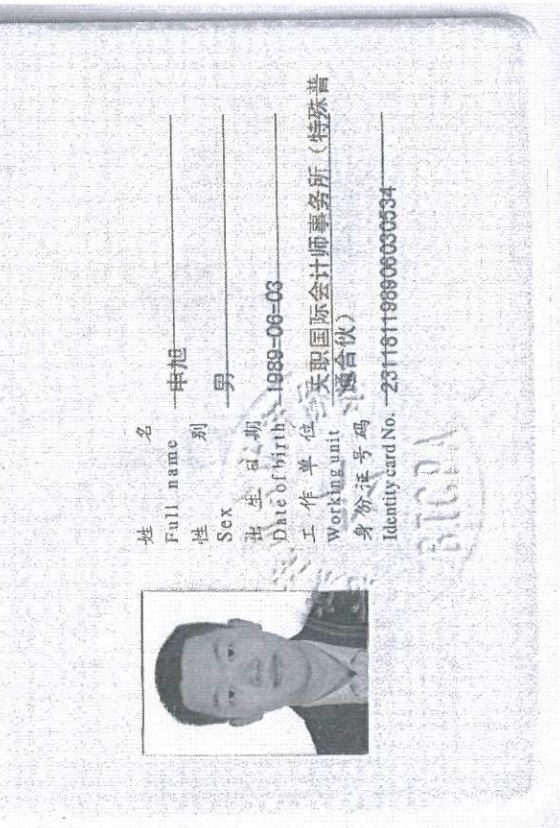 姓 名 申旭
Full name
性 别 男
Sex
出 生 日 期 1989-06-03
Date of birth
工 作 单 位 天职国际会计师事务所（特殊普
Working unit 通合伙）
身份证号码 231181198906030534
Identity card No.